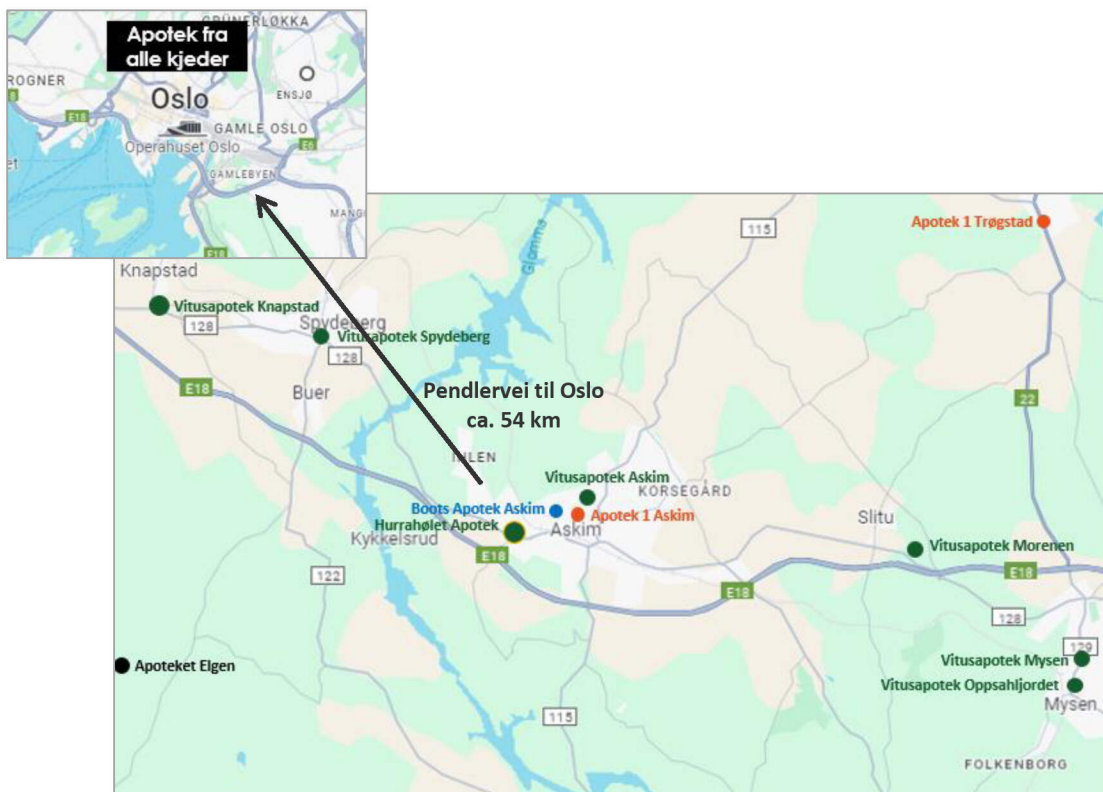 GRÜNERLØKKA
Apotek fra
alle kjeder
ROGNER
ENSJØ
Oslo
E18
GAMLE OSLO
Operahuset Oslo
E6
GAMLEBYEN
MANG
E18
Knapstad
Glomma
115
Apotek 1 Trøgstad
Vitusapotek Knapstad
128
Spydeberg
Vitusapotek Spydeberg
128
E18
Buer
Pendlervei til Oslo
ca. 54 km
22
Vitusapotek Askim
KORSEGÅRD
Boots Apotek Askim
Apotek 1 Askim
Hurrahølet Apotek
Askim
Slitu
Kykkelsrud
E18
Vitusapotek Morenen
122
E18
E18
128
129
Apoteket Elgen
Vitusapotek Mysen
Vitusapotek Oppsahljordet
Mysen
115
FOLKENBORG